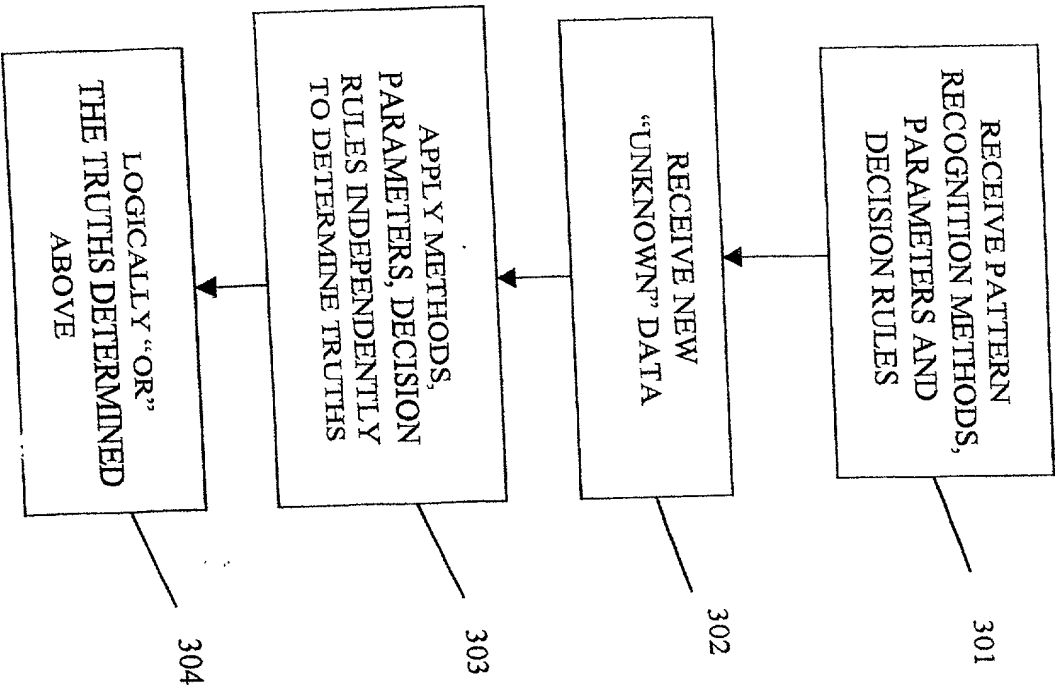 RECEIVE PATTERN
RECOGNITION METHODS,
PARAMETERS AND
DECISION RULES
301
RECEIVE NEW
“UNKNOWN” DATA
302
APPLY METHODS,
PARAMETERS, DECISION
RULES INDEPENDENTLY
TO DETERMINE TRUTHS
303
LOGICALLY “OR”
THE TRUTHS DETERMINED
ABOVE
304